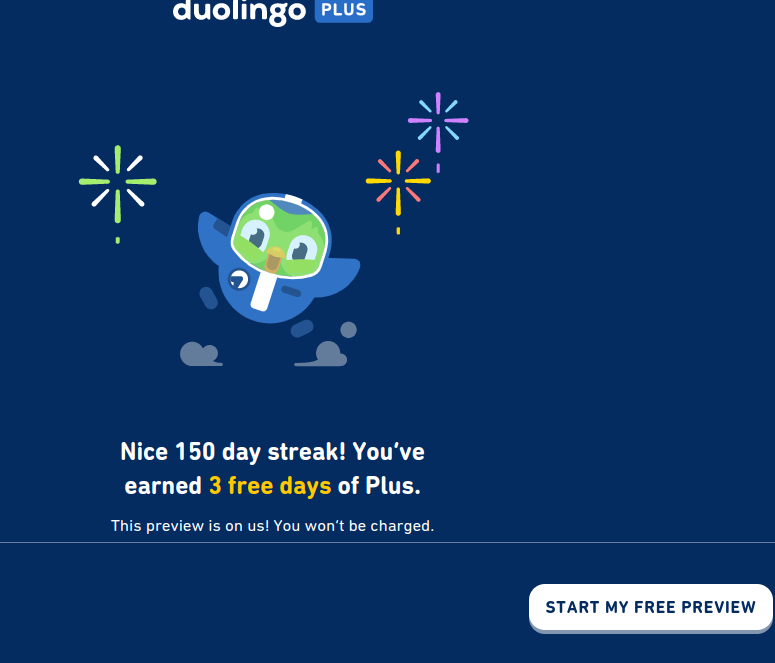 duolingo PLUS
Nice 150 day streak! You've
earned 3 free days of Plus.
This preview is on us! You won't be charged.
START MY FREE PREVIEW